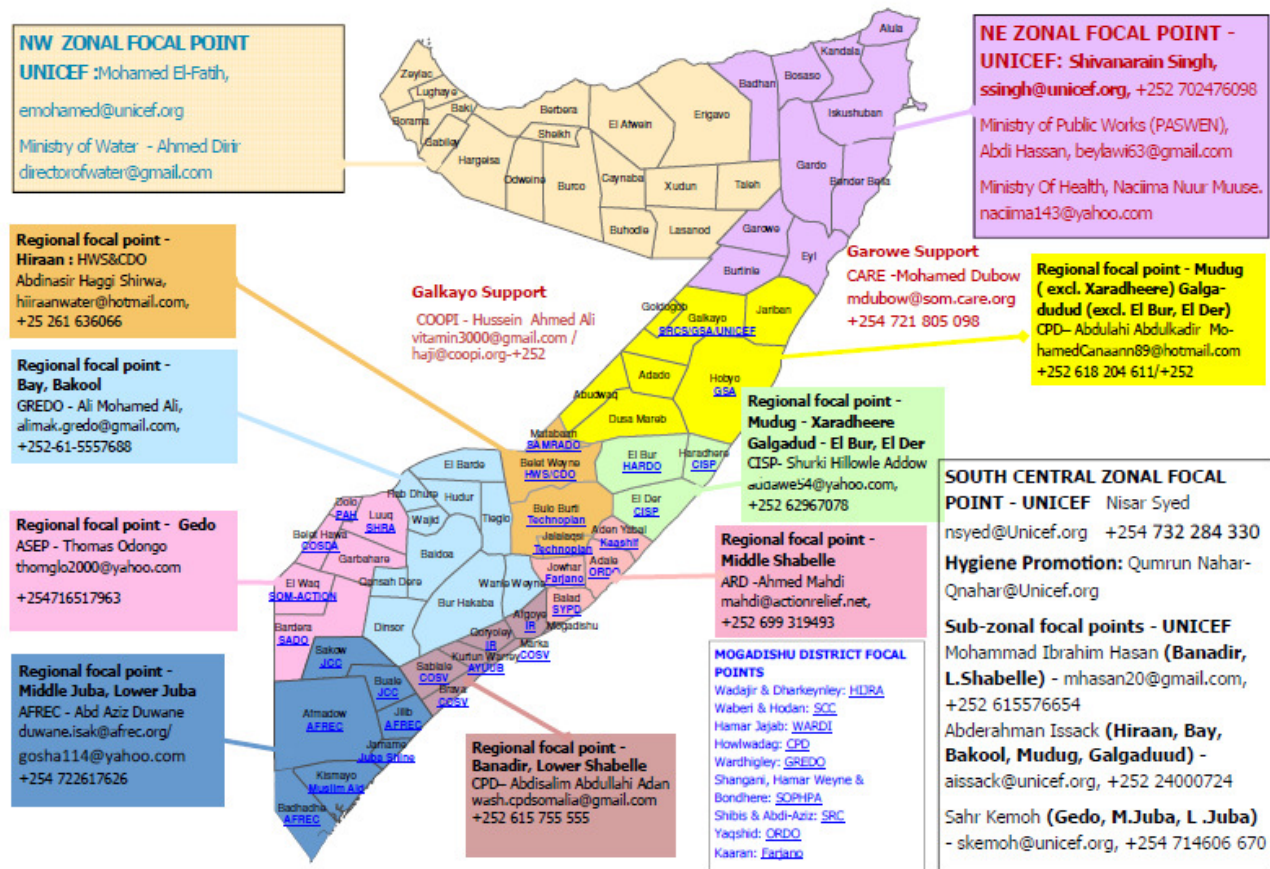 NW ZONAL FOCAL POINT
UNICEF :Mohamed El-Fatih,
emohamed@unicef.org
Ministry of Water - Ahmed Dirir
directorofwater@gmail.com
NE ZONAL FOCAL POINT -
UNICEF: Shivanarain Singh,
ssingh@unicef.org, +252 702476098
Ministry of Public Works (PASWEN),
Abdi Hassan, beylawi63@gmail.com
Ministry Of Health, Naciima Nuur Muuse.
naciima143@yahoo.com
Regional focal point -
Hiraan : HWS&CDO
Abdinasir Haggi Shirwa,
hiiraanwater@hotmail.com,
+25 261 636066
Galkayo Support
COOPI - Hussein Ahmed Ali
vitamin3000@gmail.com /
haji@coopi.org-+252
Garowe Support
CARE -Mohamed Dubow
mdubow@som.care.org
+254 721 805 098
Regional focal point - Mudug
( excl. Xaradheere) Galga-
dudud (excl. El Bur, El Der)
CPD– Abdulahi Abdulkadir Mo-
hamedCanaann89@hotmail.com
+252 618 204 611/+252
Regional focal point -
Bay, Bakool
GREDO - Ali Mohamed Ali,
alimak.gredo@gmail.com,
+252-61-5557688
Regional focal point -
Mudug - Xaradheere
Galgadud - El Bur, El Der
CISP- Shurki Hillowle Addow
addawe54@yahoo.com,
+252 62967078
Regional focal point - Gedo
ASEP - Thomas Odongo
thomglo2000@yahoo.com
+254716517963
Regional focal point -
Middle Shabelle
ARD -Ahmed Mahdi
mahdi@actionrelief.net,
+252 699 319493
SOUTH CENTRAL ZONAL FOCAL
POINT - UNICEF Nisar Syed
nsyed@Unicef.org +254 732 284 330
Hygiene Promotion: Qumrun Nahar-
Qnahar@Unicef.org
Sub-zonal focal points - UNICEF
Mohammad Ibrahim Hasan (Banadir,
L.Shabelle) - mhasan20@gmail.com,
+252 615576654
Abderahman Issack (Hiraan, Bay,
Bakool, Mudug, Galgaduud) -
aissack@unicef.org, +252 24000724
Sahr Kemoh (Gedo, M.Juba, L .Juba)
- skemoh@unicef.org, +254 714606 670
Regional focal point -
Middle Juba, Lower Juba
AFREC - Abd Aziz Duwane
duwane.isak@afrec.org/
gosha114@yahoo.com
+254 722617626
Regional focal point -
Banadir, Lower Shabelle
CPD– Abdisalim Abdullahi Adan
wash.cpdsomalia@gmail.com
+252 615 755 555
MOGADISHU DISTRICT FOCAL
POINTS
Wadajir & Dharkeynley: HIJRA
Waberi & Hodan: SCC
Hamar Jajab: WARDI
Howlwadag: CPD
Wardhigley: GREDO
Shangani, Hamar Weyne &
Bondhere: SOPHPA
Shibis & Abdi-Aziz: SRC
Yaqshid: ORDO
Kaaran: Farjano
Alula
Kandala
Bosaso
Badhan
Iskushuban
Zeylac
Lughaye
Baki
Borama
Gabiley
Berbera
Sheikh
El Afwein
Erigavo
Hargeisa
Odweine
Burco
Caynaba
Xudun
Taleh
Gardo
Bender Beila
Buhodle
Lasanod
Garowe
Eyl
Burtinle
Goldogob
Galkayo
SRCS/GSA/UNICEF
Jariban
Adado
Hobyo
GSA
Abudwaq
Dusa Mareb
Matabaan
SAMRADO
Belet Weyne
HWS/CDO
El Bur
HARDO
Haradhere
CISP
El Der
CISP
Bulo Burti
Technoplan
Jalalaqsi
Technoplan
Aden Yabal
Kaashif
El Barde
Rab Dhure
Hudur
Wajid
Tieglo
Baidoa
Dolo
PAH
Luuq
SHRA
Belet Hawa
COSDA
Garbahare
El Waq
SOM-ACTION
Qansah Dere
Bardera
SADO
Dinsor
Bur Hakaba
Wanle Weyne
Jowhar
Farjano
Adale
ORDO
Balad
SYPD
Mogadishu
Afgoye
IR
Qoryoley
IR
Marka
COSV
Kurtun Warrey
AYUUB
Sablale
COSV
Brava
COSV
Sakow
JCC
Buale
JCC
Afmadow
AFREC
Jilib
AFREC
Jamame
Juba Shine
Kismayo
Muslim Aid
Badhadhe
AFREC